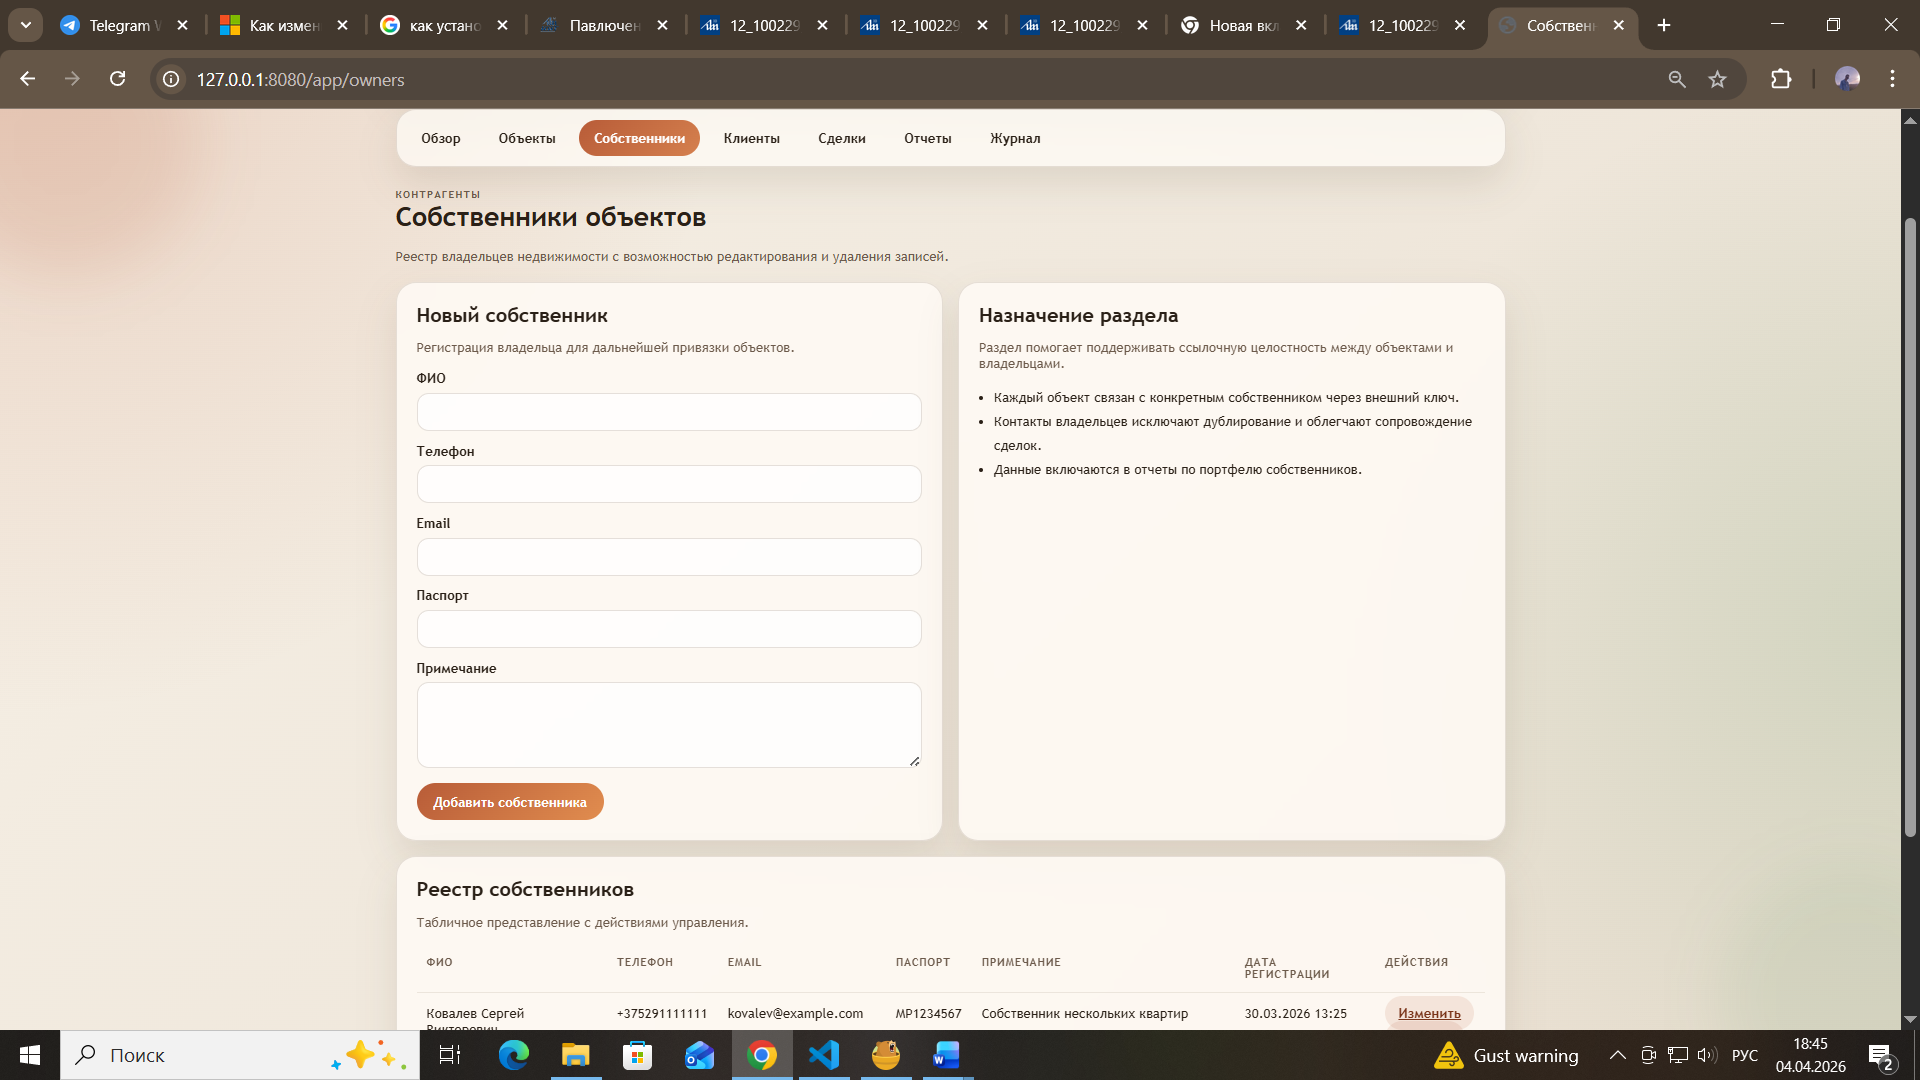 Telegram W
Как измен
как устано
Павлючен
12_100229
12_100229
12_100229
Новая вкл
12_100229
Собствен
127.0.0.1:8080/app/owners
Обзор
Объекты
Собственники
Клиенты
Сделки
Отчеты
Журнал
КОНТРАГЕНТЫ
Собственники объектов
Реестр владельцев недвижимости с возможностью редактирования и удаления записей.
Новый собственник
Регистрация владельца для дальнейшей привязки объектов.
ФИО
Телефон
Email
Паспорт
Примечание
Добавить собственника
Назначение раздела
Раздел помогает поддерживать ссылочную целостность между объектами и
владельцами.
• Каждый объект связан с конкретным собственником через внешний ключ.
• Контакты владельцев исключают дублирование и облегчают сопровождение
сделок.
• Данные включаются в отчеты по портфелю собственников.
Реестр собственников
Табличное представление с действиями управления.
ФИО ТЕЛЕФОН EMAIL ПАСПОРТ ПРИМЕЧАНИЕ ДАТА РЕГИСТРАЦИИ ДЕЙСТВИЯ
Ковалев Сергей +375291111111 kovalev@example.com MP1234567 Собственник нескольких квартир 30.03.2026 13:25 Изменить
Викторович
Поиск
Gust warning
РУС
18:45
04.04.2026
2